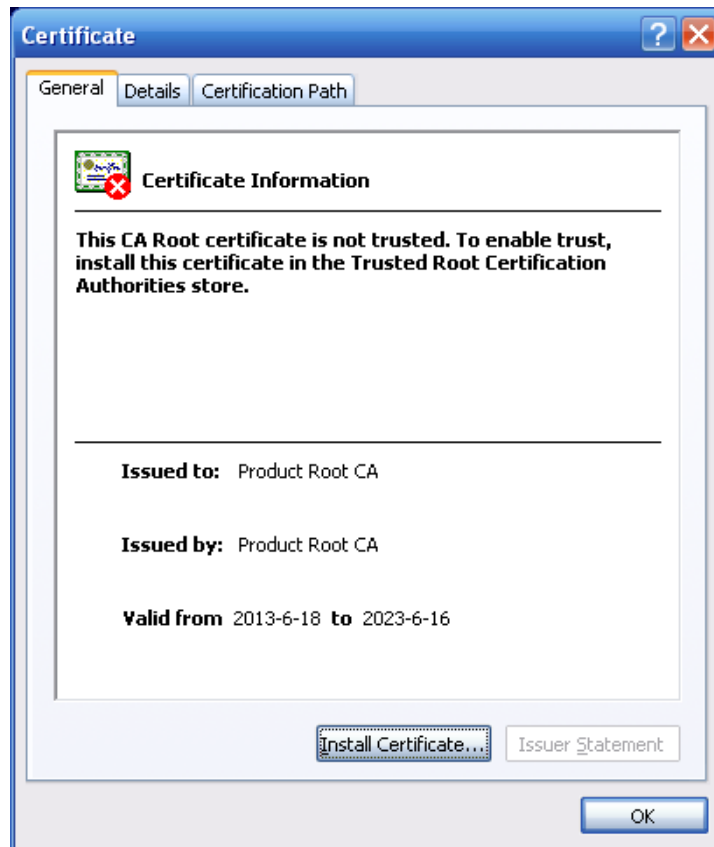 Certificate
General Details Certification Path
Certificate Information
This CA Root certificate is not trusted. To enable trust,
install this certificate in the Trusted Root Certification
Authorities store.
Issued to: Product Root CA
Issued by: Product Root CA
Valid from 2013-6-18 to 2023-6-16
Install Certificate... Issuer Statement
OK